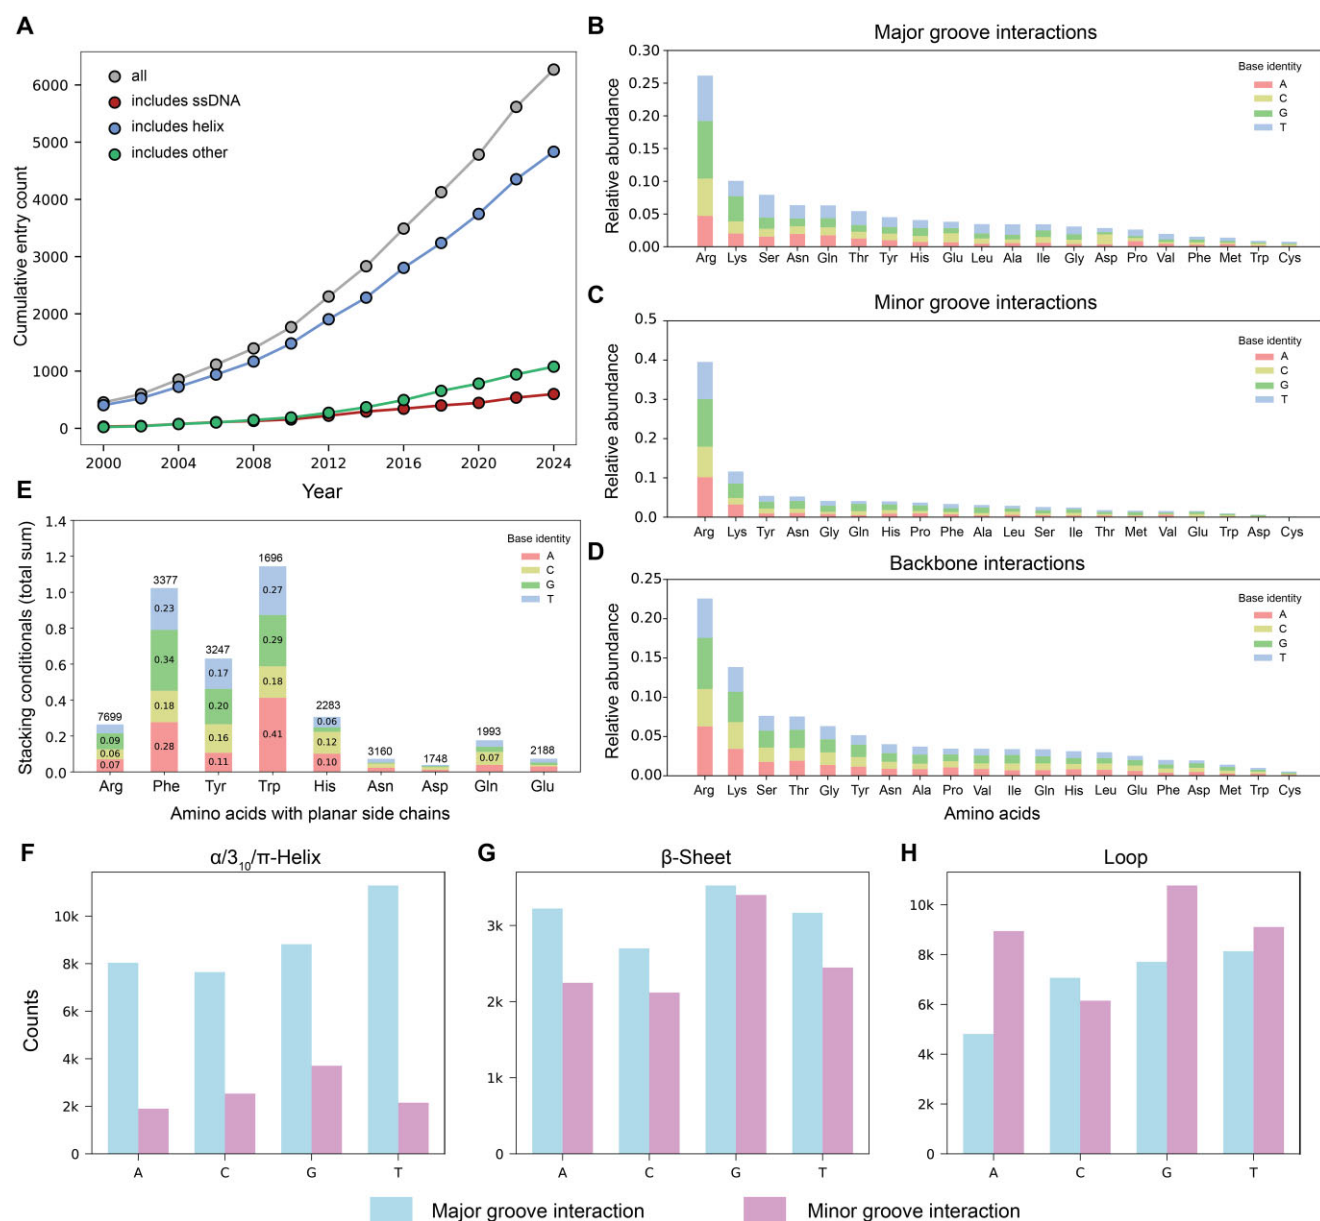 A
all
includes ssDNA
includes helix
includes other
Cumulative entry count
6000
5000
4000
3000
2000
1000
0
2000 2004 2008 2012 2016 2020 2024
Year
B
Major groove interactions
Relative abundance
0.30
0.25
0.20
0.15
0.10
0.05
0.00
Base identity
A
C
G
T
Arg Lys Ser Asn Gln Thr Tyr His Glu Leu Ala Ile Gly Asp Pro Val Phe Met Trp Cys
C
Minor groove interactions
Relative abundance
0.5
0.4
0.3
0.2
0.1
0.0
Base identity
A
C
G
T
Arg Lys Tyr Asn Gly Gln His Pro Phe Ala Leu Ser Ile Thr Met Val Glu Trp Asp Cys
D
Backbone interactions
Relative abundance
0.25
0.20
0.15
0.10
0.05
0.00
Base identity
A
C
G
T
Arg Lys Ser Thr Gly Tyr Asn Ala Pro Val Ile Gln His Leu Glu Phe Asp Met Trp Cys
Amino acids
E
Stacking conditionals (total sum)
1.4
1.2
1.0
0.8
0.6
0.4
0.2
0.0
Base identity
A
C
G
T
7699 3377 3247 1696 2283 3160 1748 1993 2188
0.09
0.06
0.07
0.23
0.34
0.18
0.28
0.17
0.20
0.16
0.11
0.27
0.29
0.18
0.41
0.06
0.12
0.10
0.07
Arg Phe Tyr Trp His Asn Asp Gln Glu
Amino acids with planar side chains
F
α/3₁₀/π-Helix
Counts
10k
8k
6k
4k
2k
0
A C G T
G
β-Sheet
3k
2k
1k
0
A C G T
H
Loop
10k
8k
6k
4k
2k
0
A C G T
Major groove interaction
Minor groove interaction